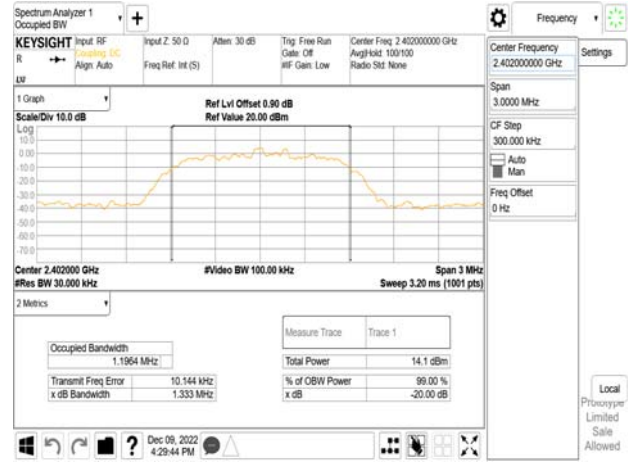 Spectrum Analyzer 1
Occupied BW
Frequency
KEYSIGHT Input: RF Input Z: 50 Ω Atten: 30 dB Trig: Free Run Center Freq: 2.402000000 GHz
R Coupling: DC Gate: Off Avg|Hold: 100/100
Align: Auto Freq Ref: Int (S) #IF Gain: Low Radio Std: None
Center Frequency
2.402000000 GHz
Settings
Span
3.0000 MHz
CF Step
300.000 kHz
Auto
Man
Freq Offset
0 Hz
Local
1 Graph
Ref Lvl Offset 0.90 dB
Scale/Div 10.0 dB Ref Value 20.00 dBm
Log
10.0
0.00
-10.0
-20.0
-30.0
-40.0
-50.0
-60.0
-70.0
Center 2.402000 GHz #Video BW 100.00 kHz Span 3 MHz
#Res BW 30.000 kHz Sweep 3.20 ms (1001 pts)
2 Metrics
Measure Trace Trace 1
Occupied Bandwidth
1.1964 MHz Total Power 14.1 dBm
Transmit Freq Error 10.144 kHz % of OBW Power 99.00 %
x dB Bandwidth 1.333 MHz x dB -20.00 dB
Prototype
Limited
Sale
Allowed
? Dec 09, 2022
4:29:44 PM